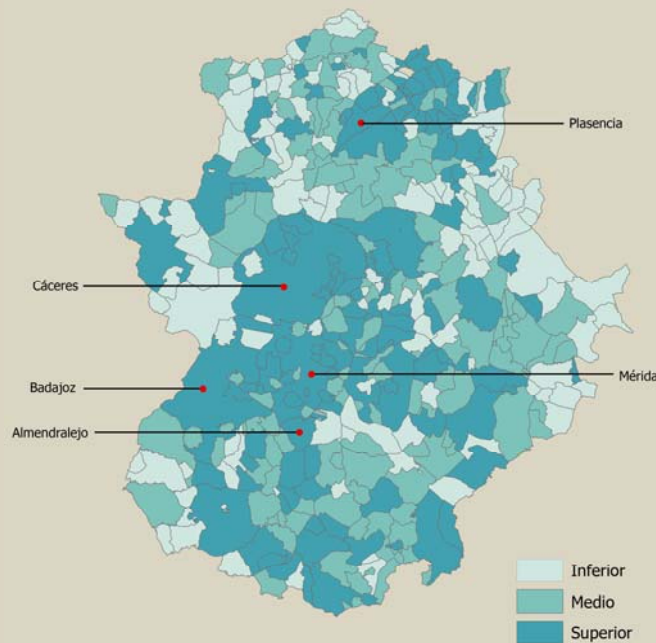 Plasencia
Cáceres
Mérida
Badajoz
Almendralejo
Inferior
Medio
Superior